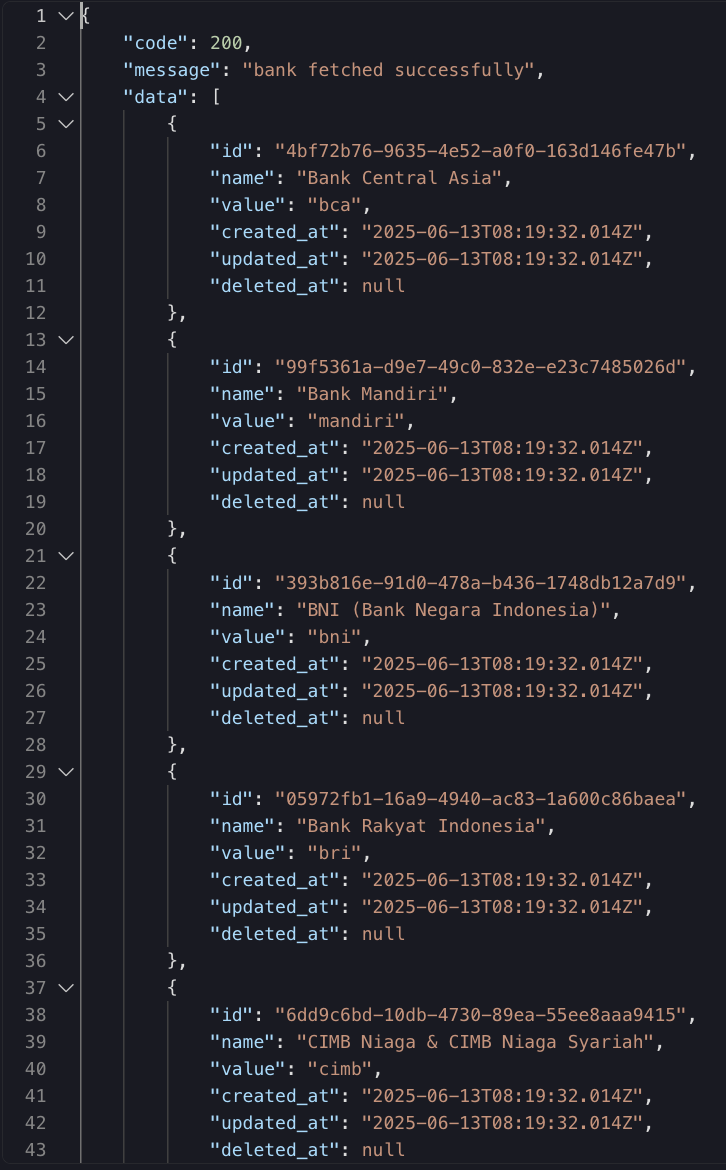 1 {
2 "code": 200,
3 "message": "bank fetched successfully",
4 "data": [
5 {
6 "id": "4bf72b76-9635-4e52-a0f0-163d146fe47b",
7 "name": "Bank Central Asia",
8 "value": "bca",
9 "created_at": "2025-06-13T08:19:32.014Z",
10 "updated_at": "2025-06-13T08:19:32.014Z",
11 "deleted_at": null
12 },
13 {
14 "id": "99f5361a-d9e7-49c0-832e-e23c7485026d",
15 "name": "Bank Mandiri",
16 "value": "mandiri",
17 "created_at": "2025-06-13T08:19:32.014Z",
18 "updated_at": "2025-06-13T08:19:32.014Z",
19 "deleted_at": null
20 },
21 {
22 "id": "393b816e-91d0-478a-b436-1748db12a7d9",
23 "name": "BNI (Bank Negara Indonesia)",
24 "value": "bni",
25 "created_at": "2025-06-13T08:19:32.014Z",
26 "updated_at": "2025-06-13T08:19:32.014Z",
27 "deleted_at": null
28 },
29 {
30 "id": "05972fb1-16a9-4940-ac83-1a600c86baea",
31 "name": "Bank Rakyat Indonesia",
32 "value": "bri",
33 "created_at": "2025-06-13T08:19:32.014Z",
34 "updated_at": "2025-06-13T08:19:32.014Z",
35 "deleted_at": null
36 },
37 {
38 "id": "6dd9c6bd-10db-4730-89ea-55ee8aaa9415",
39 "name": "CIMB Niaga & CIMB Niaga Syariah",
40 "value": "cimb",
41 "created_at": "2025-06-13T08:19:32.014Z",
42 "updated_at": "2025-06-13T08:19:32.014Z",
43 "deleted_at": null